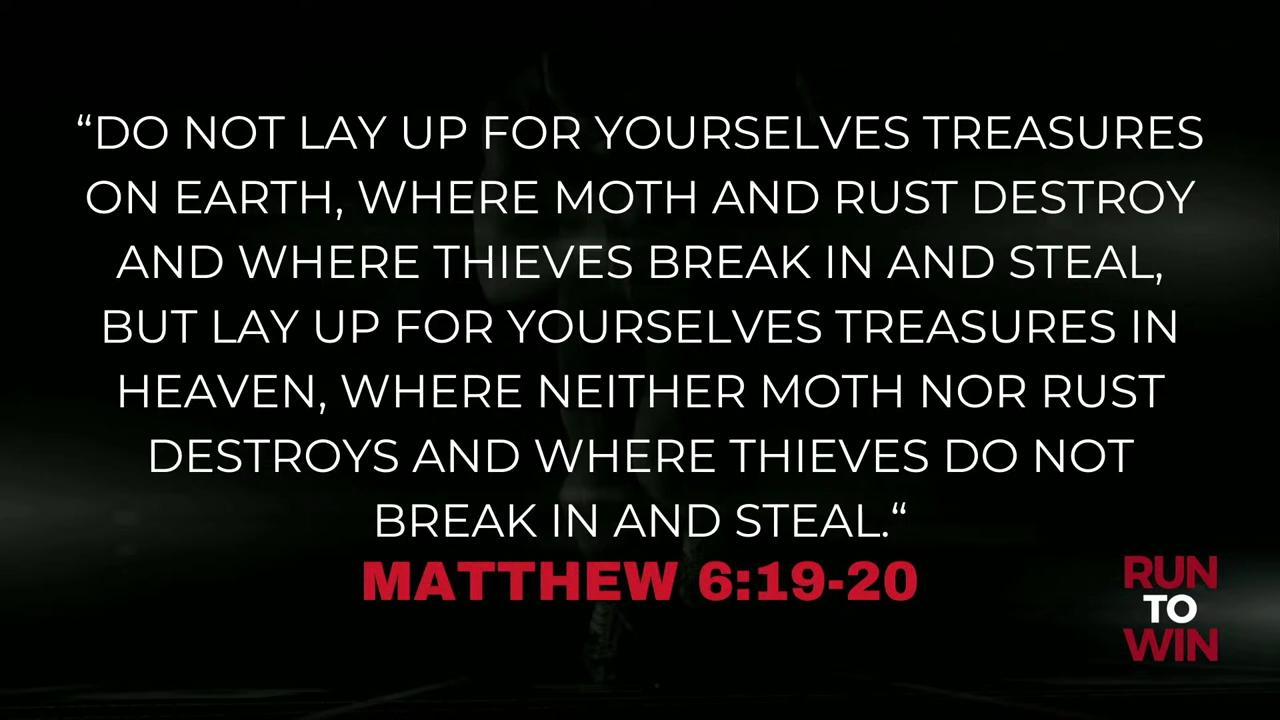 “DO NOT LAY UP FOR YOURSELVES TREASURES
ON EARTH, WHERE MOTH AND RUST DESTROY
AND WHERE THIEVES BREAK IN AND STEAL,
BUT LAY UP FOR YOURSELVES TREASURES IN
HEAVEN, WHERE NEITHER MOTH NOR RUST
DESTROYS AND WHERE THIEVES DO NOT
BREAK IN AND STEAL.“
MATTHEW 6:19-20
RUN
TO
WIN